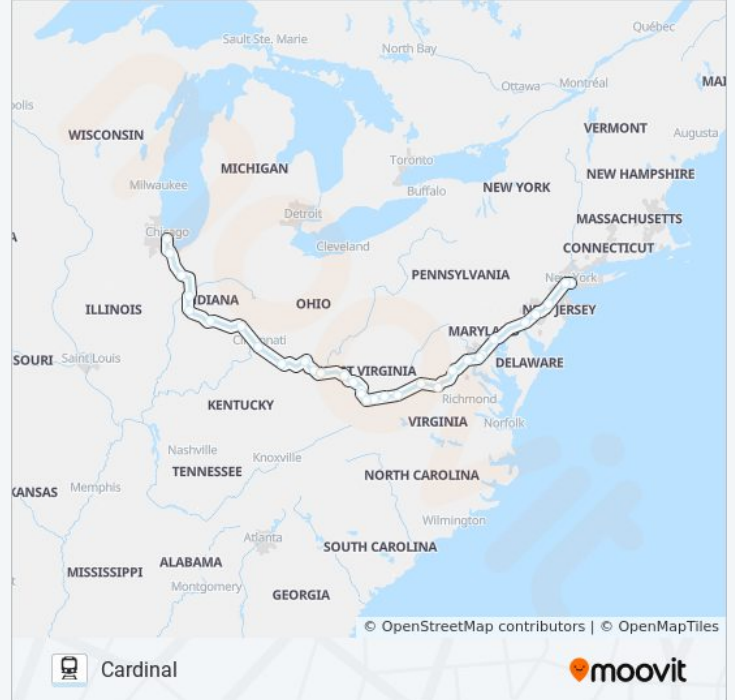 Québec
Sault Ste. Marie
North Bay
Ottawa
Montréal
MAI
olis
WISCONSIN
VERMONT
Augusta
Toronto
MICHIGAN
NEW HAMPSHIRE
Milwaukee
Buffalo
NEW YORK
Detroit
MASSACHUSETTS
Chicago
A
Cleveland
CONNECTICUT
PENNSYLVANIA
New York
DIANA
OHIO
ILLINOIS
NE JERSEY
MARYLA
Cincinnati
SOURI
Saint Louis
DELAWARE
T VIRGINIA
Richmond
KENTUCKY
VIRGINIA
Norfolk
Nashville
Knoxville
TENNESSEE
NORTH CAROLINA
KANSAS
Memphis
Wilmington
Atlanta
SOUTH CAROLINA
ALABAMA
MISSISSIPPI
Montgomery
GEORGIA
© OpenStreetMap contributors | © OpenMapTiles
Cardinal
moovit